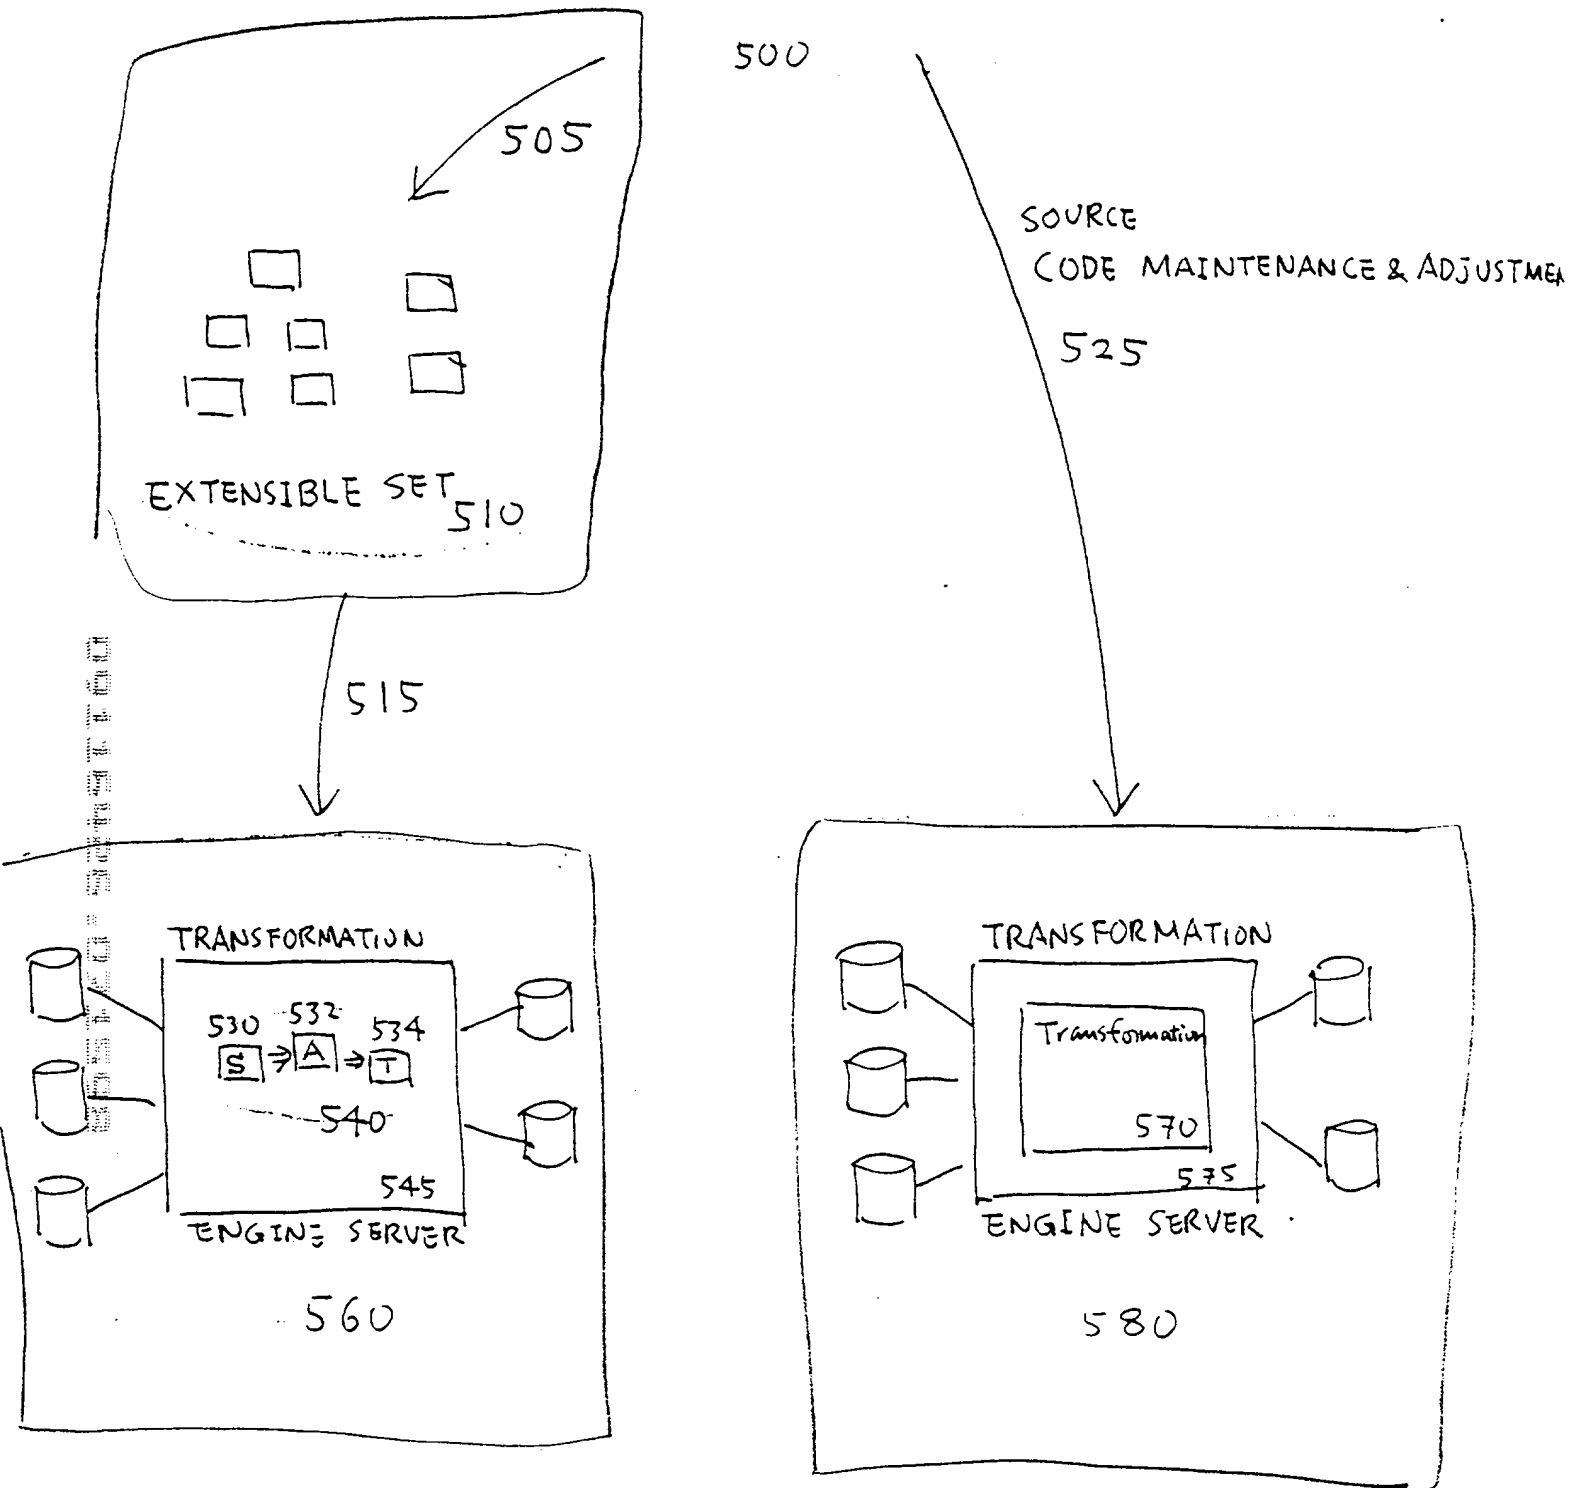 500
505
SOURCE
CODE MAINTENANCE & ADJUSTMEN
525
EXTENSIBLE SET
510
515
TRANSFORMATION
530 532 534
S ⇒ A ⇒ T
540
545
ENGINE SERVER
560
TRANSFORMATION
Transformation
570
575
ENGINE SERVER
580